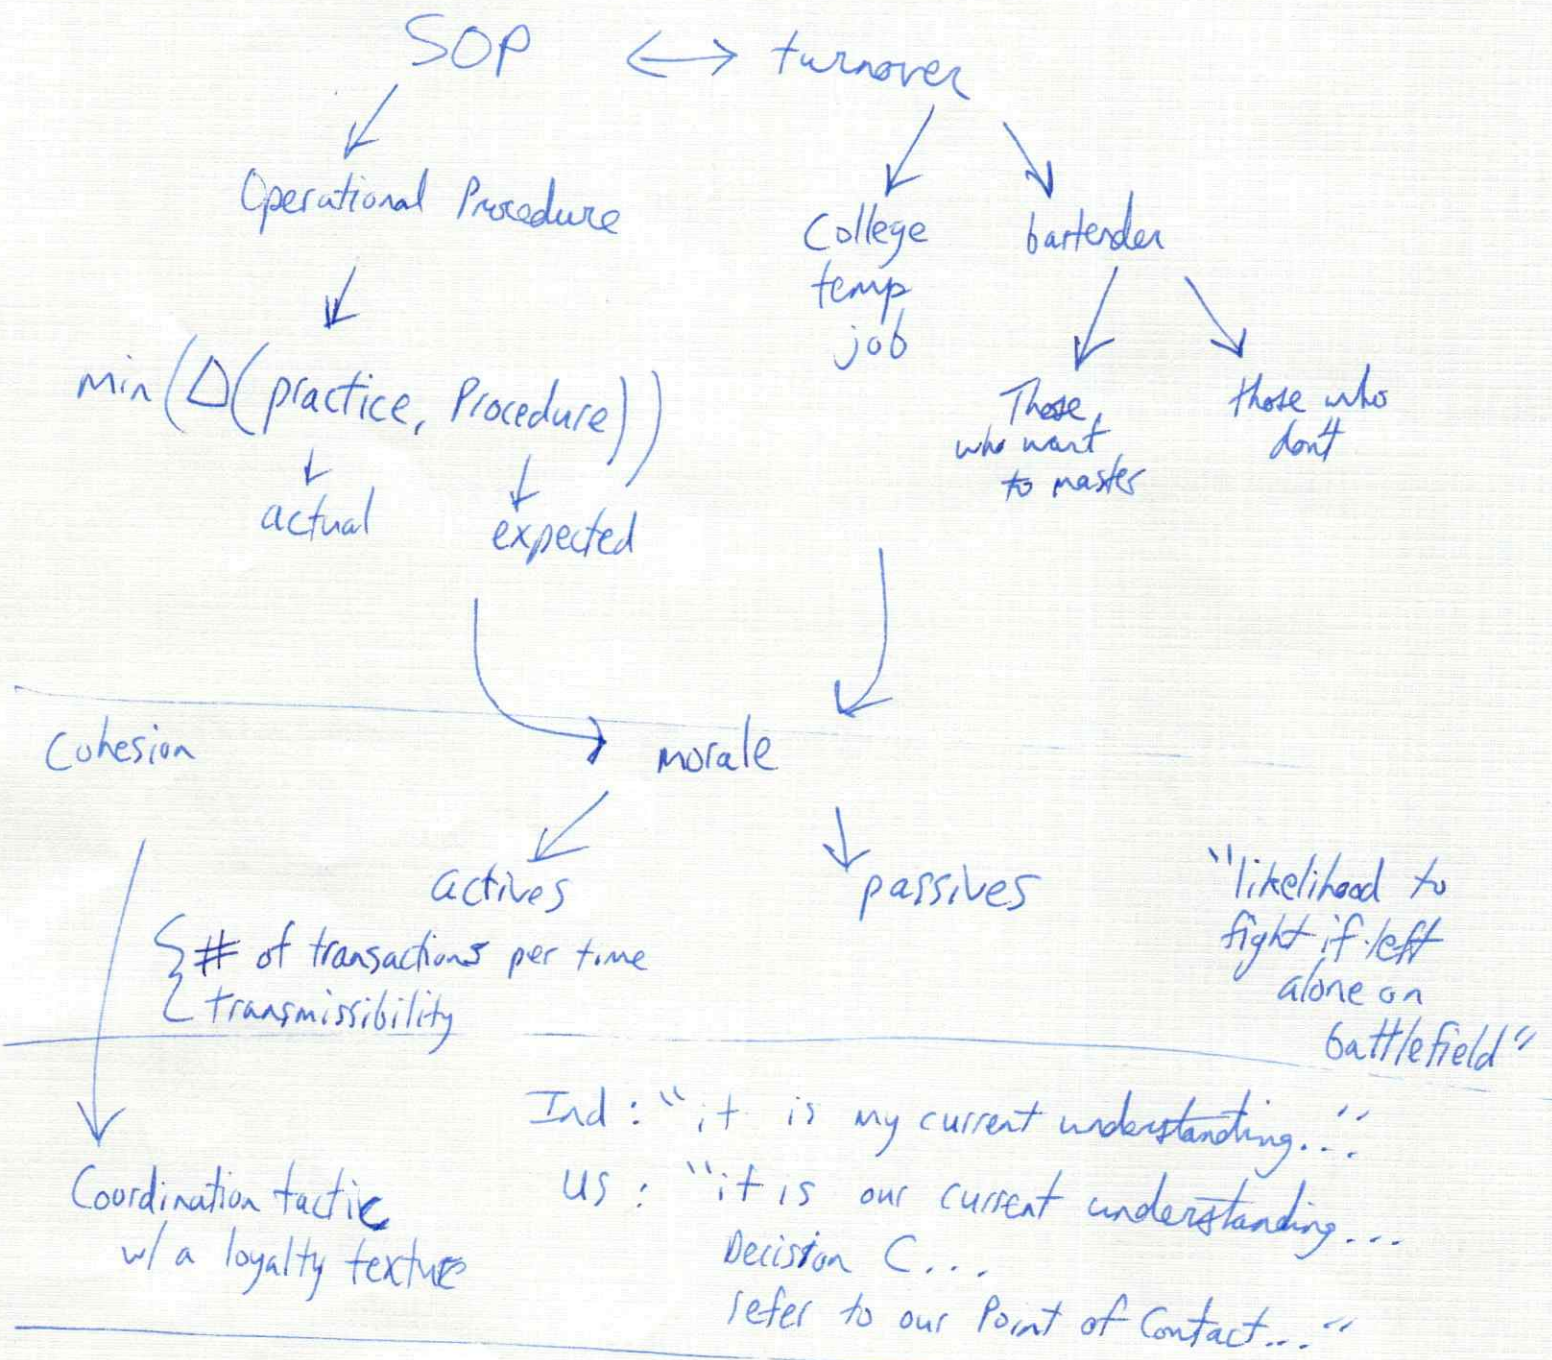 SOP ↔ turnover
Operational Procedure
College
temp
job
bartender
min(Δ(practice, Procedure))
actual
expected
Those,
who want
to master
those who
don't
Cohesion
morale
actives
{# of transactions per time
transmissibility
passives
"likelihood to
fight if left
alone on
battlefield"
Coordination tactic
w/ a loyalty texture
Ind: "it is my current understanding..."
US: "it is our current understanding...
Decision C...
refer to our Point of Contact..."